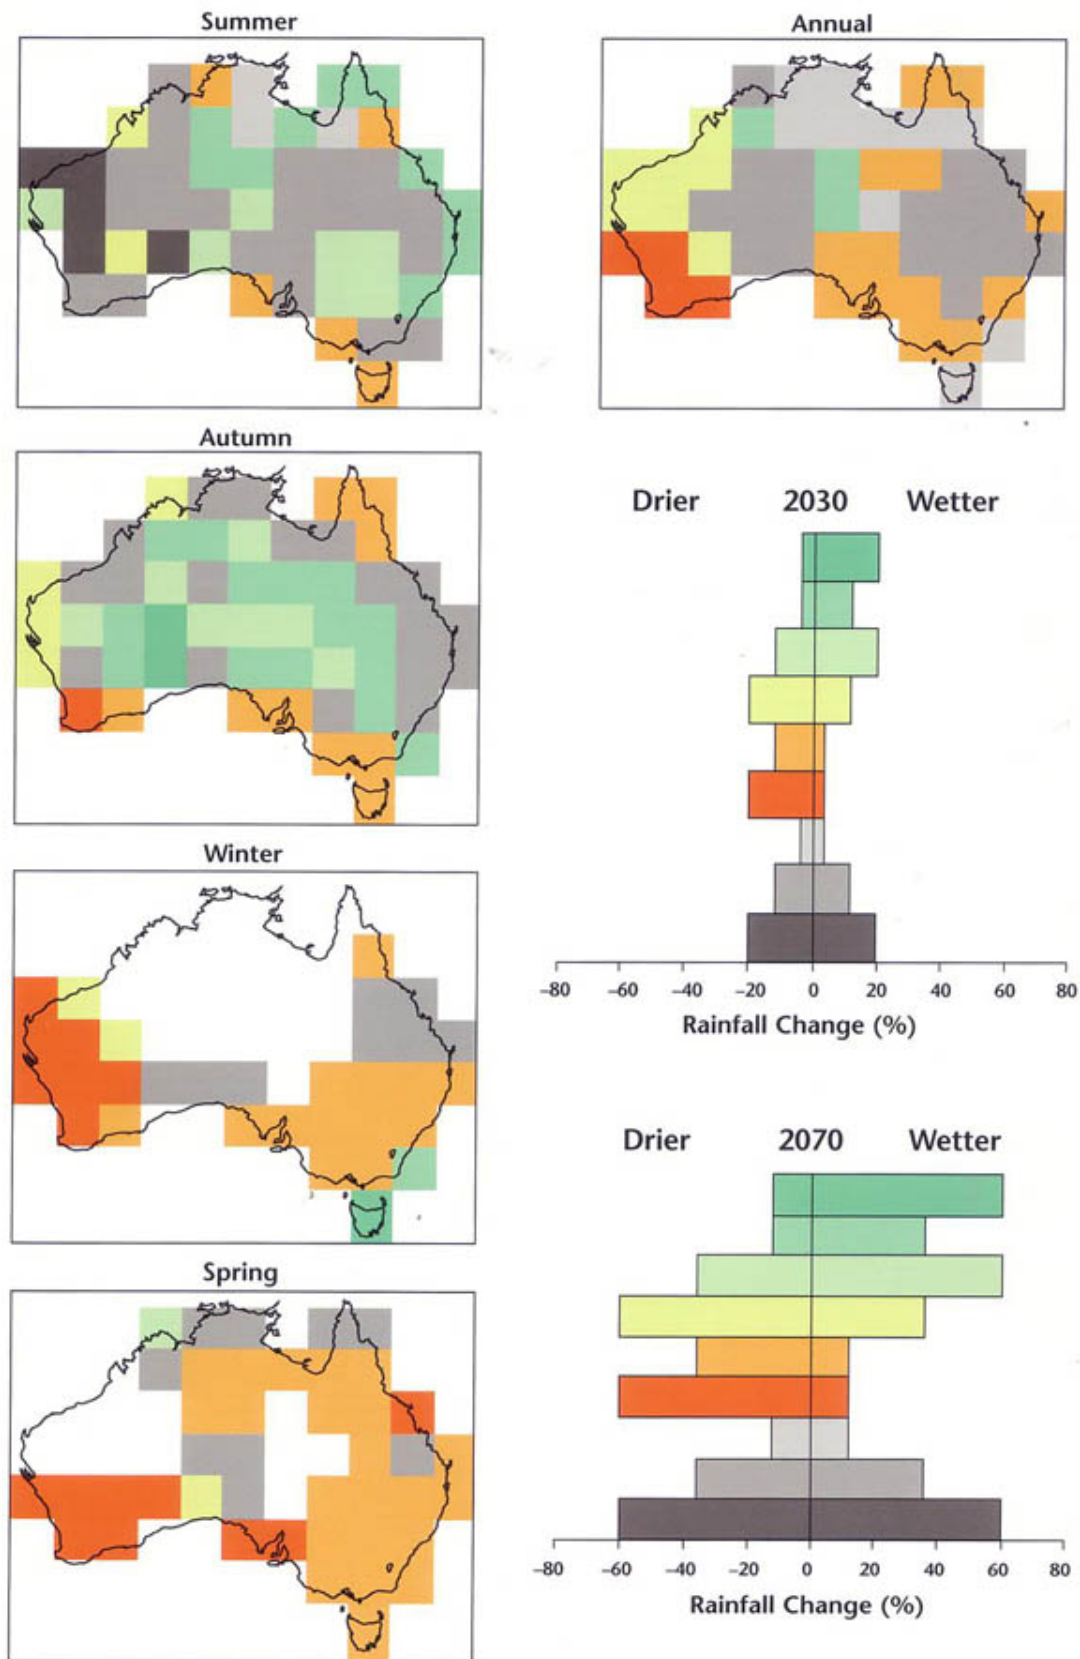 Summer
Annual
Autumn
Drier 2030 Wetter
–80 –60 –40 –20 0 20 40 60 80
Rainfall Change (%)
Winter
Drier 2070 Wetter
–80 –60 –40 –20 0 20 40 60 80
Rainfall Change (%)
Spring